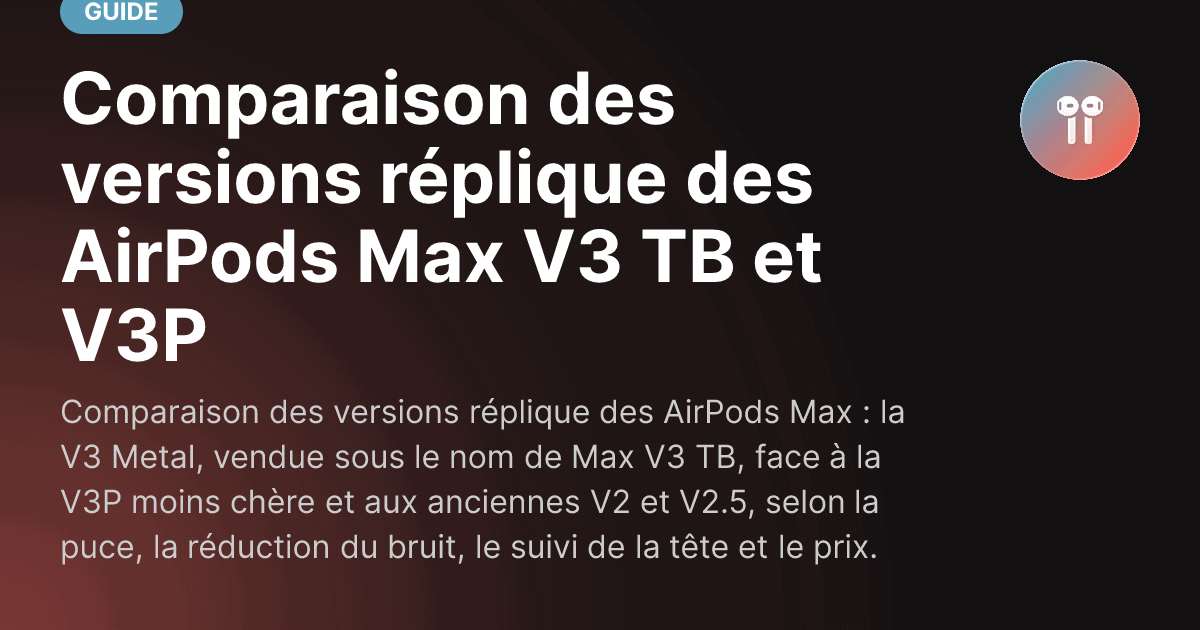 GUIDE
Comparaison des
versions réplique des
AirPods Max V3 TB et
V3P
Comparaison des versions réplique des AirPods Max : la
V3 Metal, vendue sous le nom de Max V3 TB, face à la
V3P moins chère et aux anciennes V2 et V2.5, selon la
puce, la réduction du bruit, le suivi de la tête et le prix.